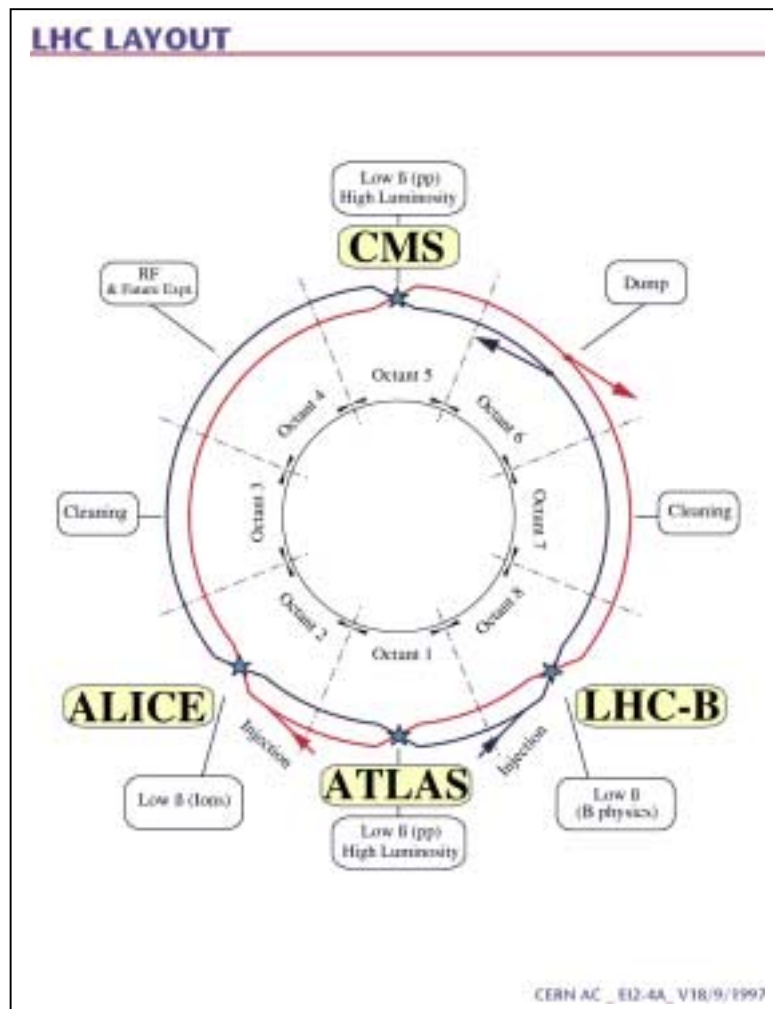 LHC LAYOUT
Low ß (pp)
High Luminosity
CMS
RF
& Future Expt.
Dump
Octant 5
Octant 4
Octant 6
Cleaning
Octant 3
Octant 7
Cleaning
Octant 2
Octant 8
Octant 1
ALICE
LHC-B
Injection
Injection
ATLAS
Low ß (Ions)
Low ß
(B physics)
Low ß (pp)
High Luminosity
CERN AC _ EI2-4A_ V18/9/1997